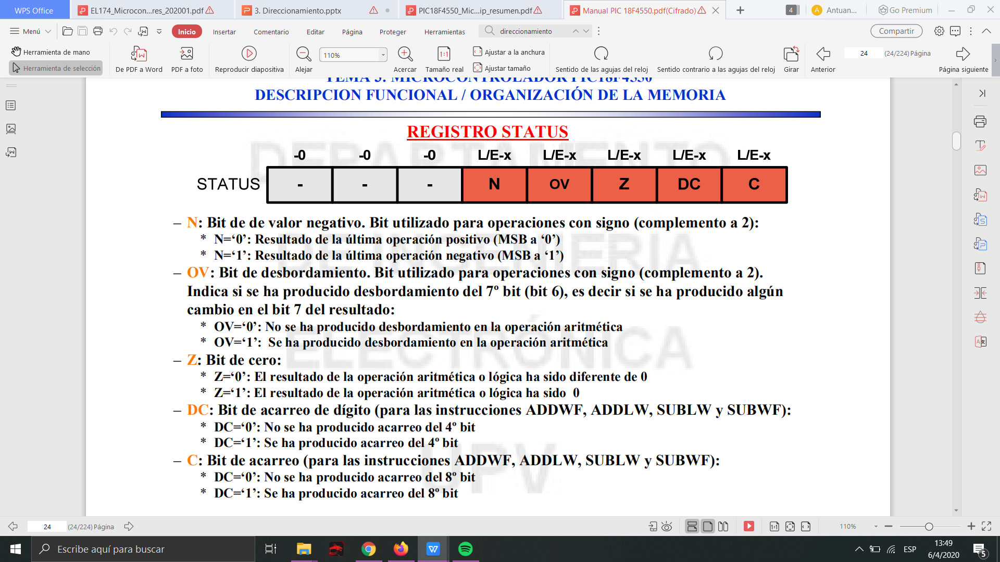 WPS Office
EL174_Microcon...res_202001.pdf
3. Direccionamiento.pptx
PIC18F4550_Mic...ip_resumen.pdf
Manual PIC 18F4550.pdf(Cifrado)
4
A
Antuan...
Go Premium
Menú
Inicio
Insertar
Comentario
Editar
Página
Proteger
Herramientas
direccionamiento
Compartir
Herramienta de mano
Herramienta de selección
De PDF a Word
PDF a foto
Reproducir diapositiva
Alejar
110%
Acercar
1:1
Tamaño real
Ajustar a la anchura
Ajustar tamaño
Sentido de las agujas del reloj
Sentido contrario a las agujas del reloj
Girar
Anterior
24
(24/224) Página
Página siguiente
TEMA 3: MICROCONTROLADOR PIC18F4550
DESCRIPCION FUNCIONAL / ORGANIZACIÓN DE LA MEMORIA
REGISTRO STATUS
-0 -0 -0 L/E-x L/E-x L/E-x L/E-x L/E-x
STATUS - - - N OV Z DC C
– N: Bit de de valor negativo. Bit utilizado para operaciones con signo (complemento a 2):
* N=‘0’: Resultado de la última operación positivo (MSB a ‘0’)
* N=‘1’: Resultado de la última operación negativo (MSB a ‘1’)
– OV: Bit de desbordamiento. Bit utilizado para operaciones con signo (complemento a 2).
Indica si se ha producido desbordamiento del 7º bit (bit 6), es decir si se ha producido algún
cambio en el bit 7 del resultado:
* OV=‘0’: No se ha producido desbordamiento en la operación aritmética
* OV=‘1’: Se ha producido desbordamiento en la operación aritmética
– Z: Bit de cero:
* Z=‘0’: El resultado de la operación aritmética o lógica ha sido diferente de 0
* Z=‘1’: El resultado de la operación aritmética o lógica ha sido 0
– DC: Bit de acarreo de dígito (para las instrucciones ADDWF, ADDLW, SUBLW y SUBWF):
* DC=‘0’: No se ha producido acarreo del 4º bit
* DC=‘1’: Se ha producido acarreo del 4º bit
– C: Bit de acarreo (para las instrucciones ADDWF, ADDLW, SUBLW y SUBWF):
* DC=‘0’: No se ha producido acarreo del 8º bit
* DC=‘1’: Se ha producido acarreo del 8º bit
DEPARTAMENTO
DE INGENIERÍA
ELECTRÓNICA
UPV
24
(24/224) Página
1:1
110%
Escribe aquí para buscar
ESP
13:49
6/4/2020
5